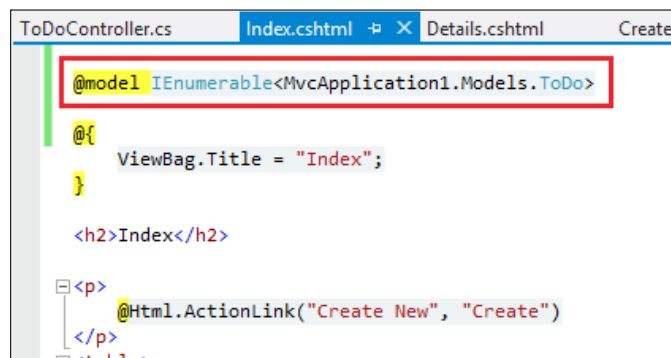 ToDoController.cs Index.cshtml Details.cshtml Create
@model IEnumerable<MvcApplication1.Models.ToDo>
@{
ViewBag.Title = "Index";
}
<h2>Index</h2>
<p>
@Html.ActionLink("Create New", "Create")
</p>